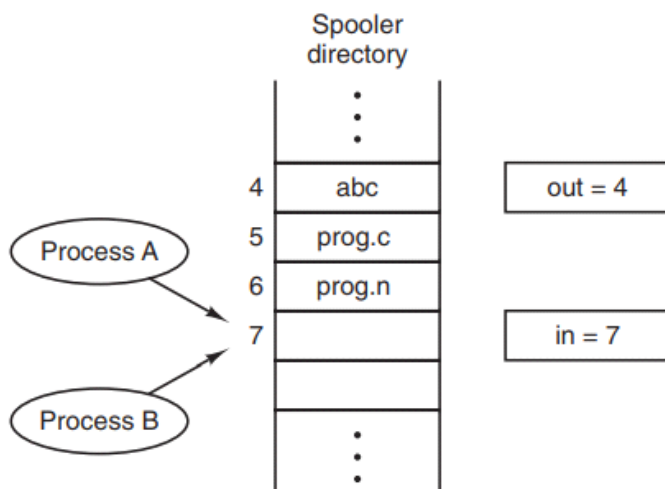 Spooler
directory
4 abc out = 4
5 prog.c
Process A
6 prog.n
7 in = 7
Process B